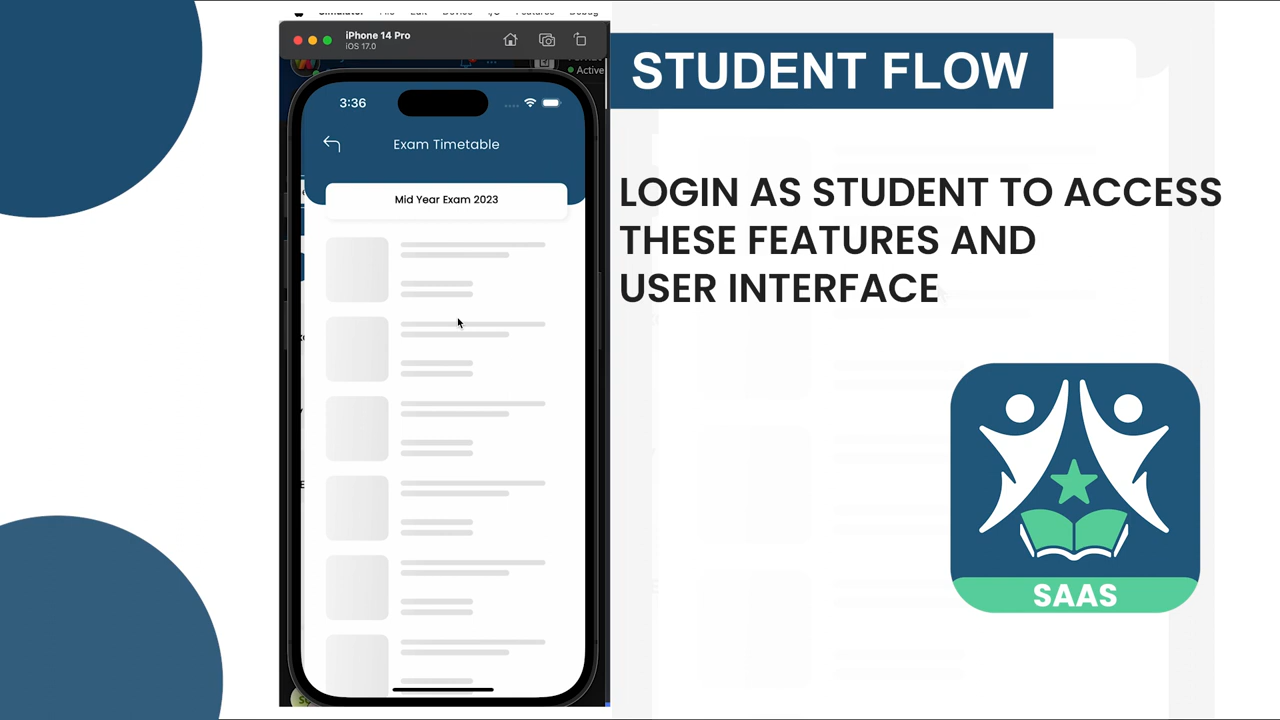 iPhone 14 Pro
iOS 17.0
Active
3:36
Exam Timetable
Mid Year Exam 2023
STUDENT FLOW
LOGIN AS STUDENT TO ACCESS
THESE FEATURES AND
USER INTERFACE
SAAS